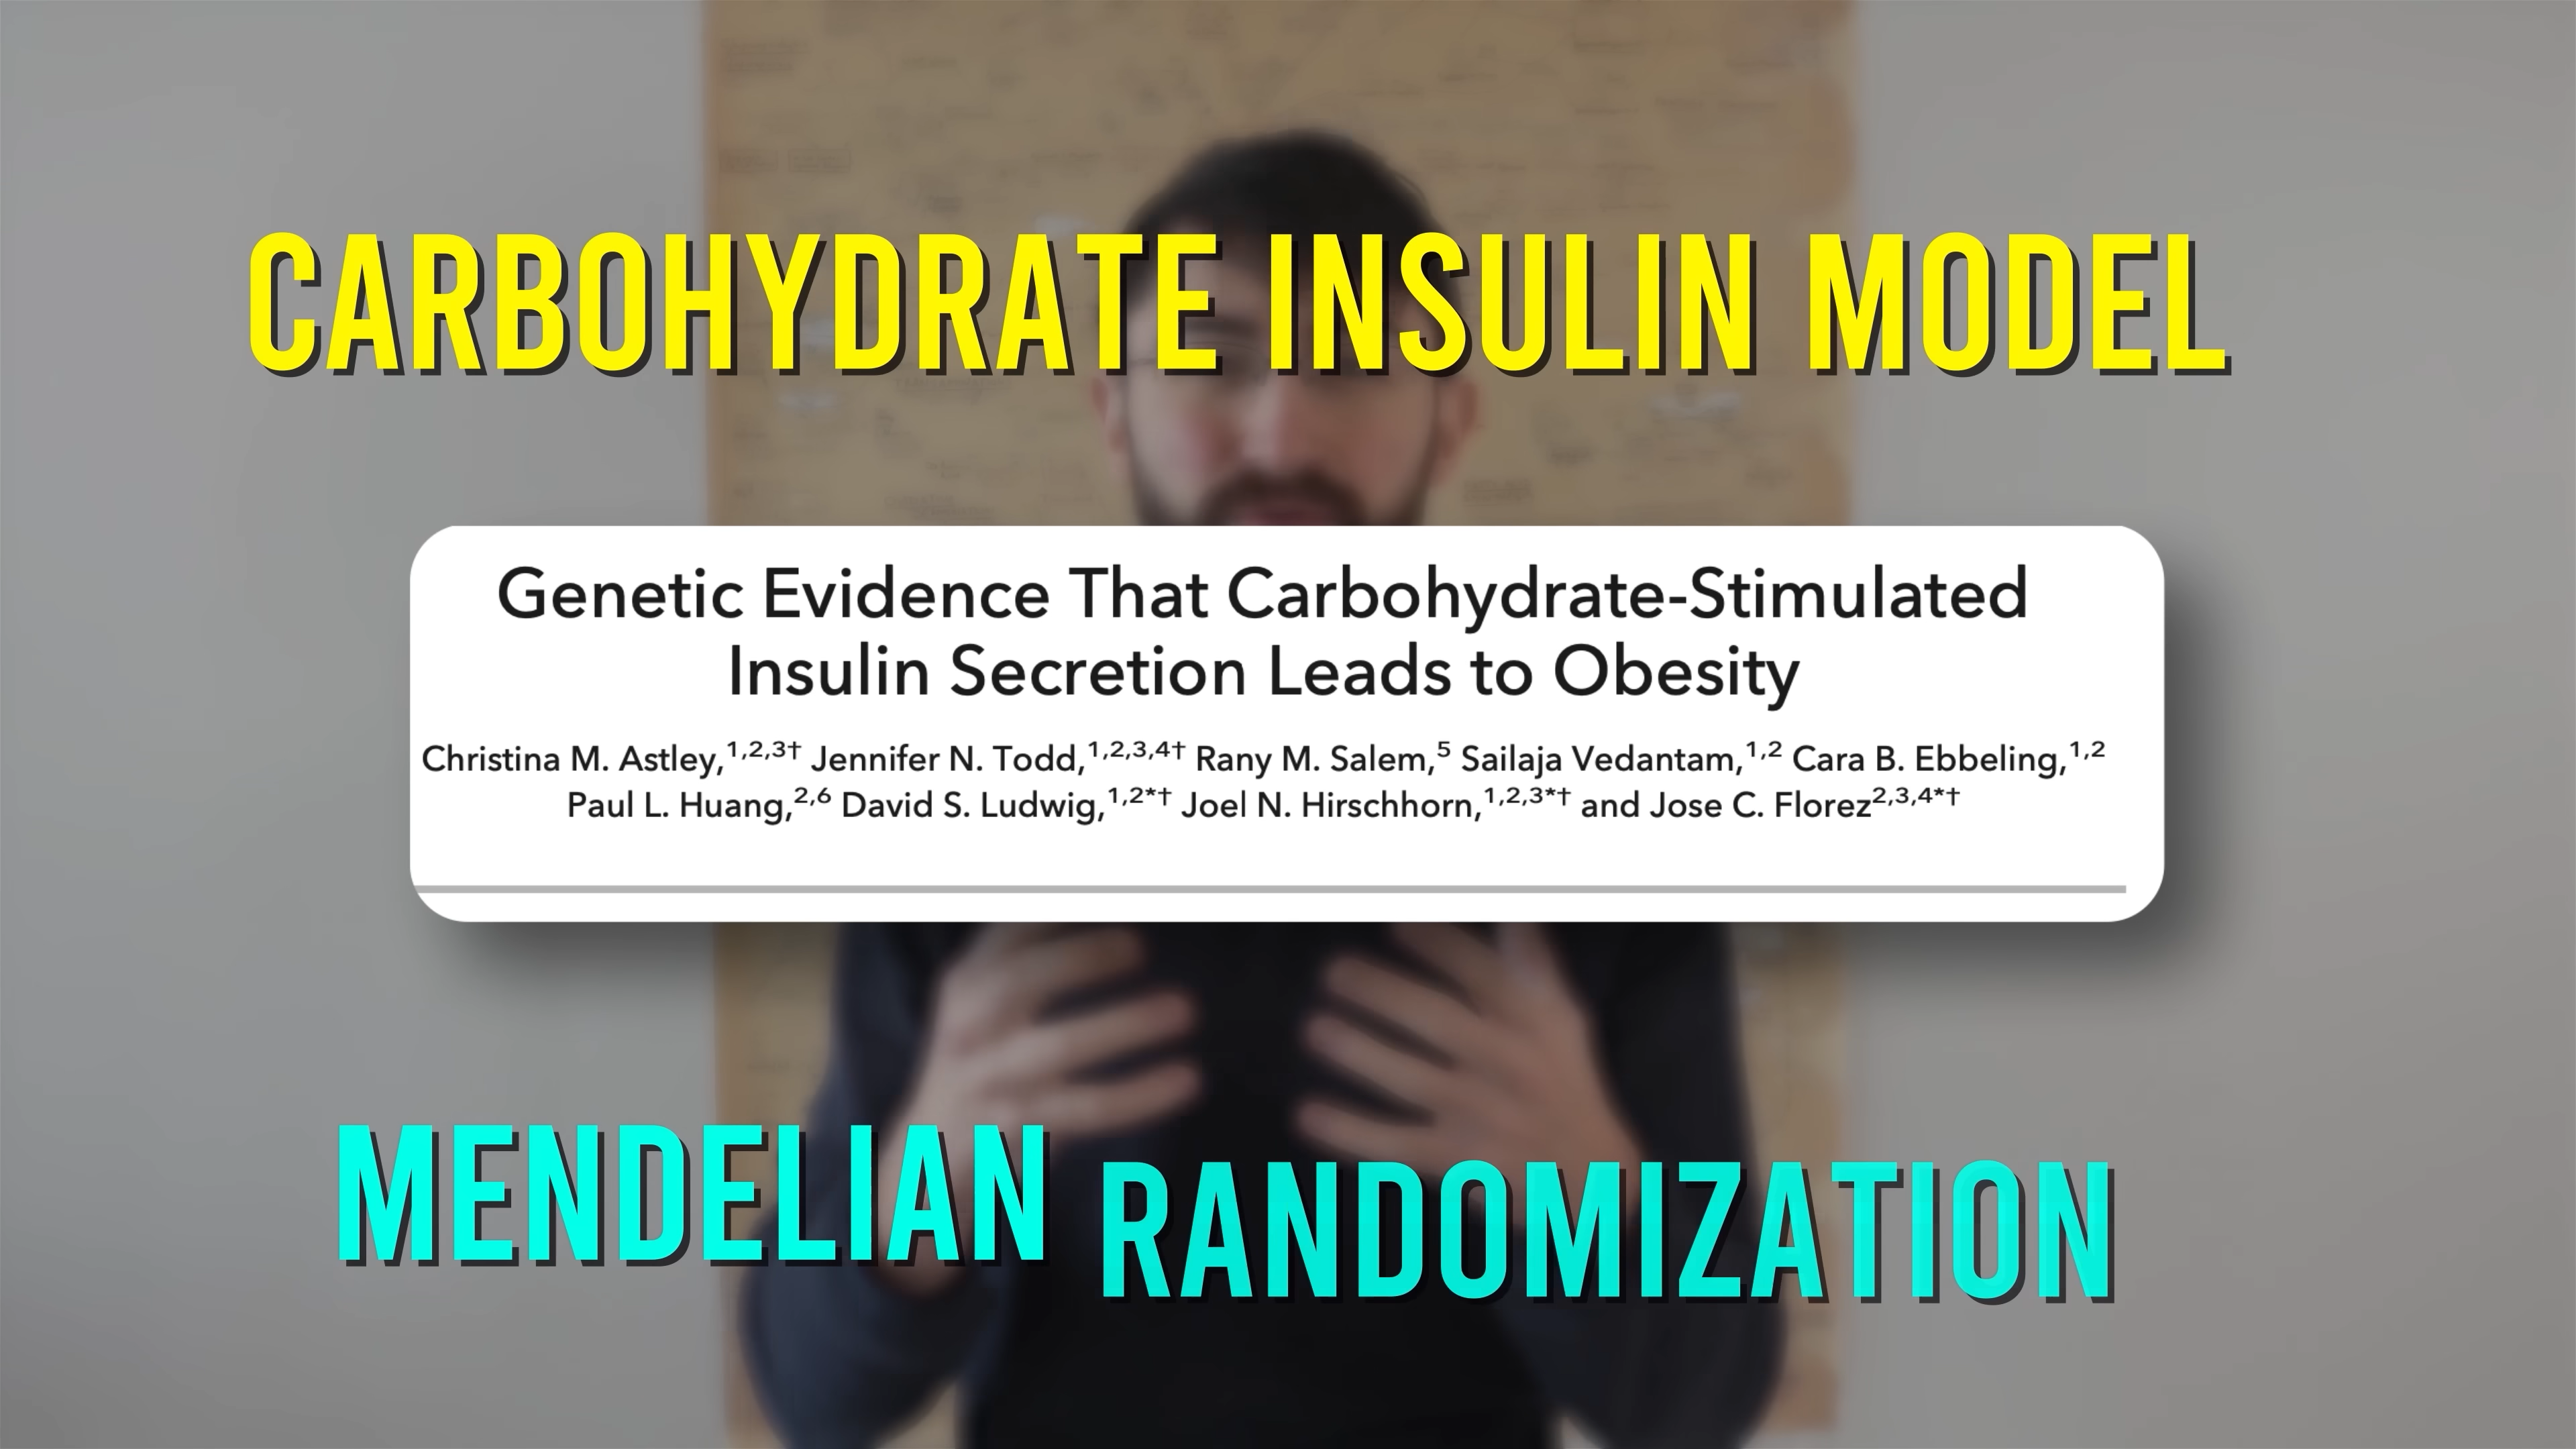 CARBOHYDRATE INSULIN MODEL
Genetic Evidence That Carbohydrate-Stimulated
Insulin Secretion Leads to Obesity
Christina M. Astley,1,2,3† Jennifer N. Todd,1,2,3,4† Rany M. Salem,5 Sailaja Vedantam,1,2 Cara B. Ebbeling,1,2
Paul L. Huang,2,6 David S. Ludwig,1,2*† Joel N. Hirschhorn,1,2,3*† and Jose C. Florez2,3,4*†
MENDELIAN RANDOMIZATION